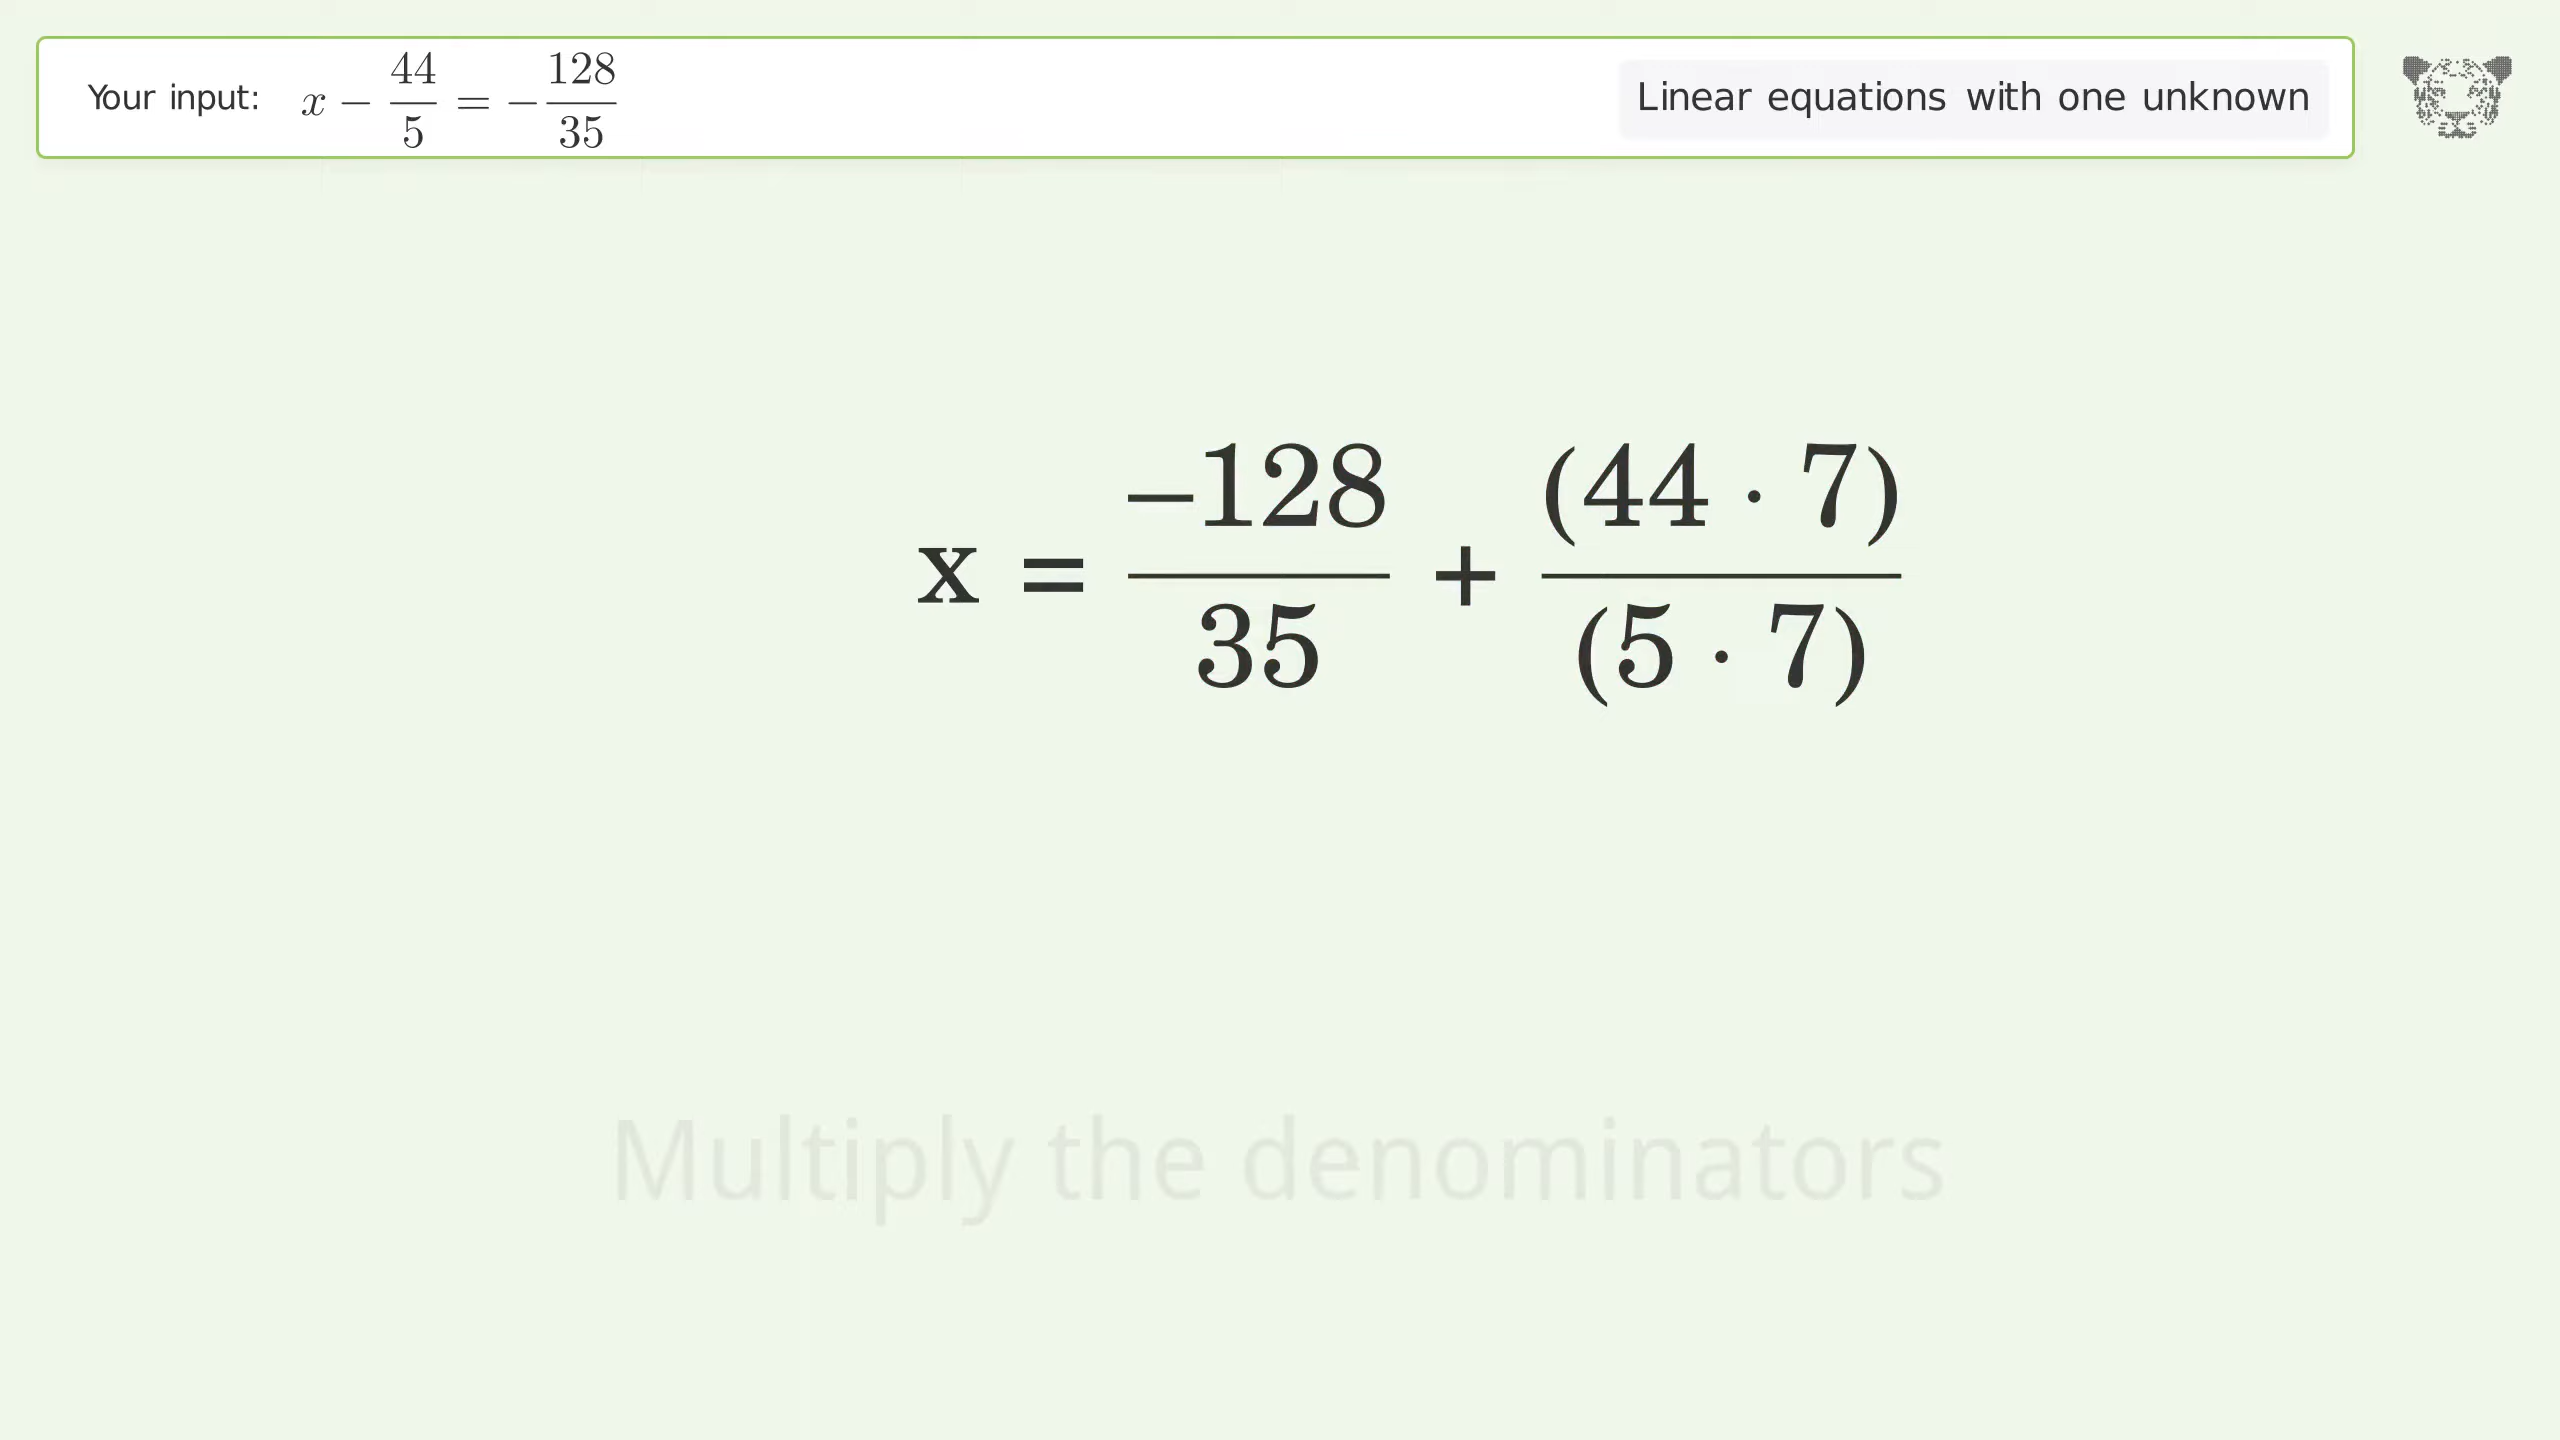 Your input: x − 44/5 = −128/35
Linear equations with one unknown
x = −128/35 + (44 · 7)/(5 · 7)
Multiply the denominators